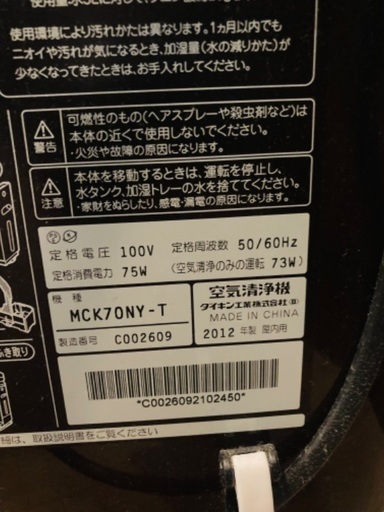 使用環境により汚れかたは異なります。1ヵ月以内でも
ニオイや汚れが気になるとき、加湿量(水の減りかた)が
少なくなってきたときは、お手入れしてください。
警告
可燃性のもの(ヘアスプレーや殺虫剤など)は
本体の近くで使用しないでください。
・火災や故障の原因になります。
注意
本体を移動するときは、運転を停止し、
水タンク、加湿トレーの水を捨ててください。
・家財をぬらしたり、感電・漏電の原因になります。
定格電圧 100V 定格周波数 50/60Hz
定格消費電力 75W (空気清浄のみの運転 73W)
機種 MCK70NY-T
製造番号 C002609
空気清浄機
ダイキン工業株式会社
MADE IN CHINA
2012 年製 屋内用
*C0026092102450*
ふき取り
細は、取扱説明書をご覧ください